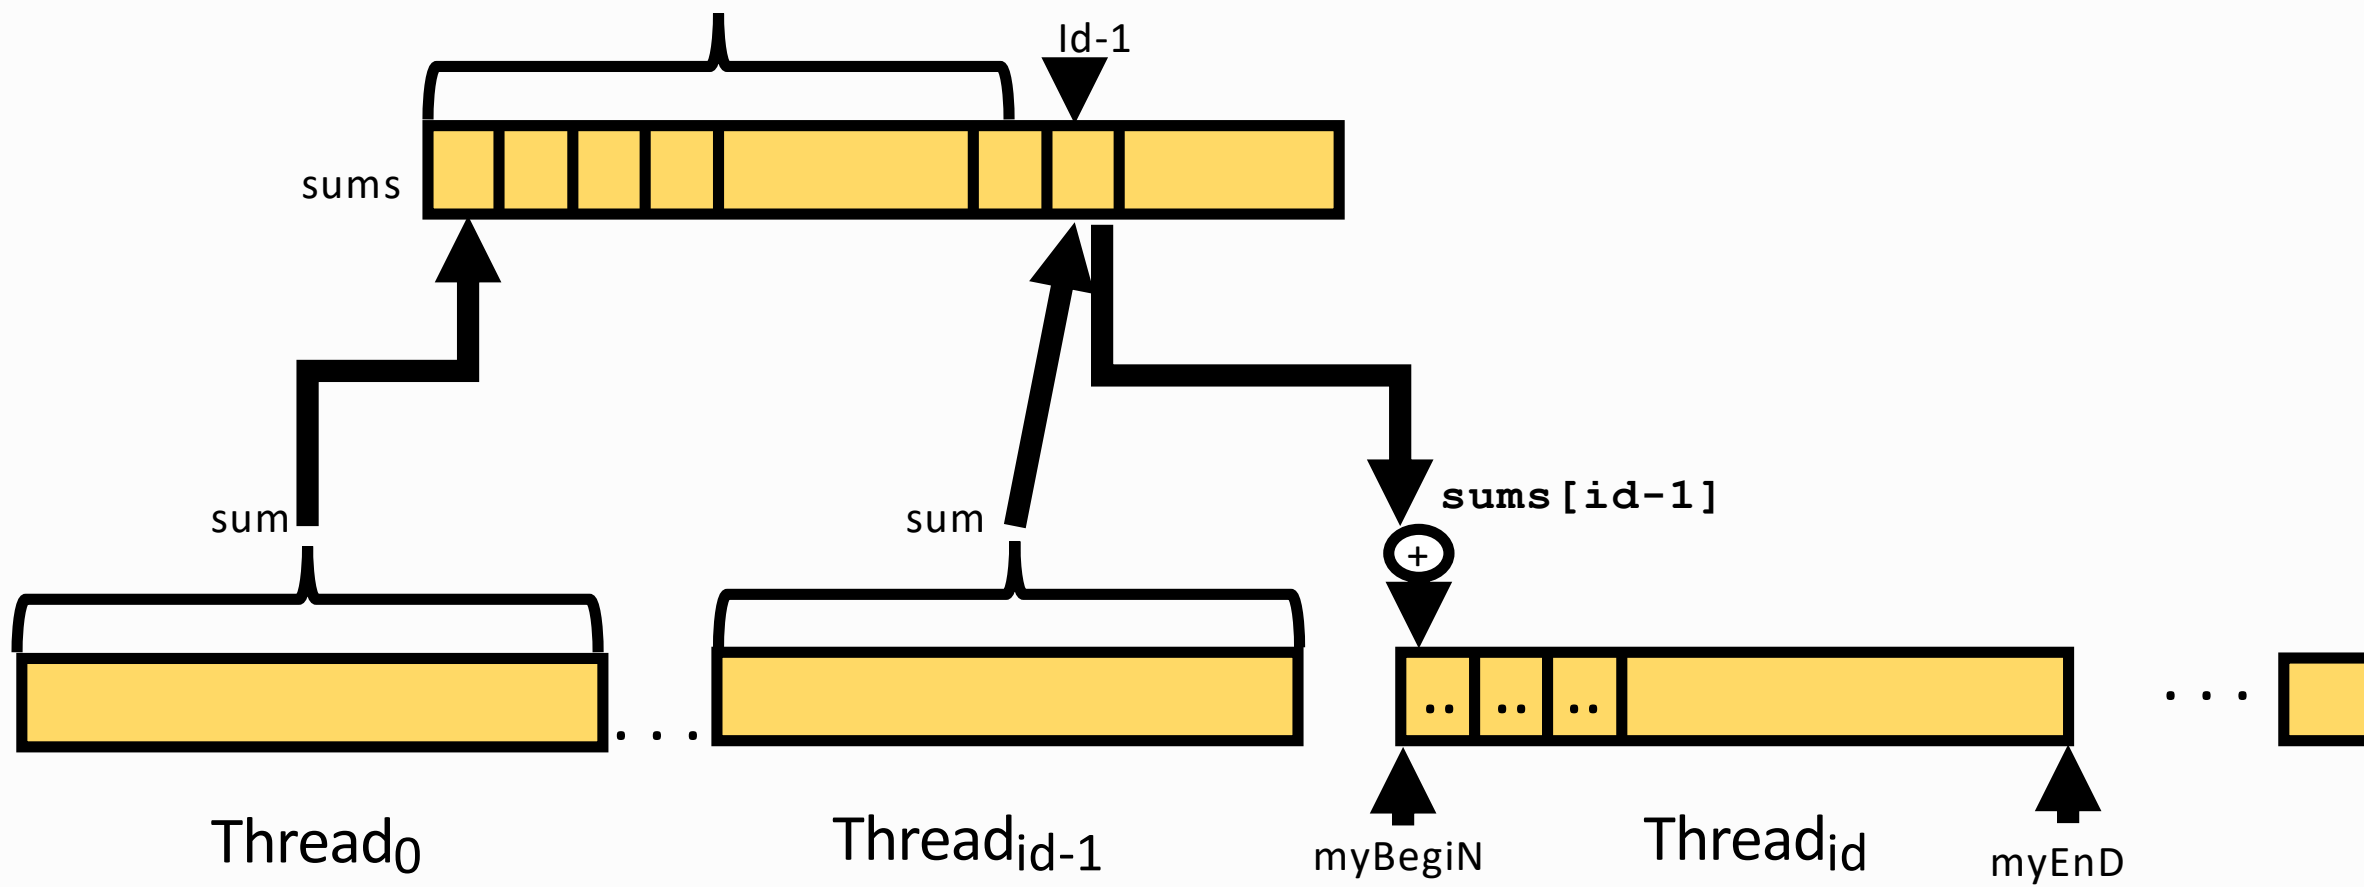 Id-1
sums
sum
sum
sums[id-1]
+
.. .. ..
. . .
. . .
Thread0
Threadid-1
myBegiN
Threadid
myEnD